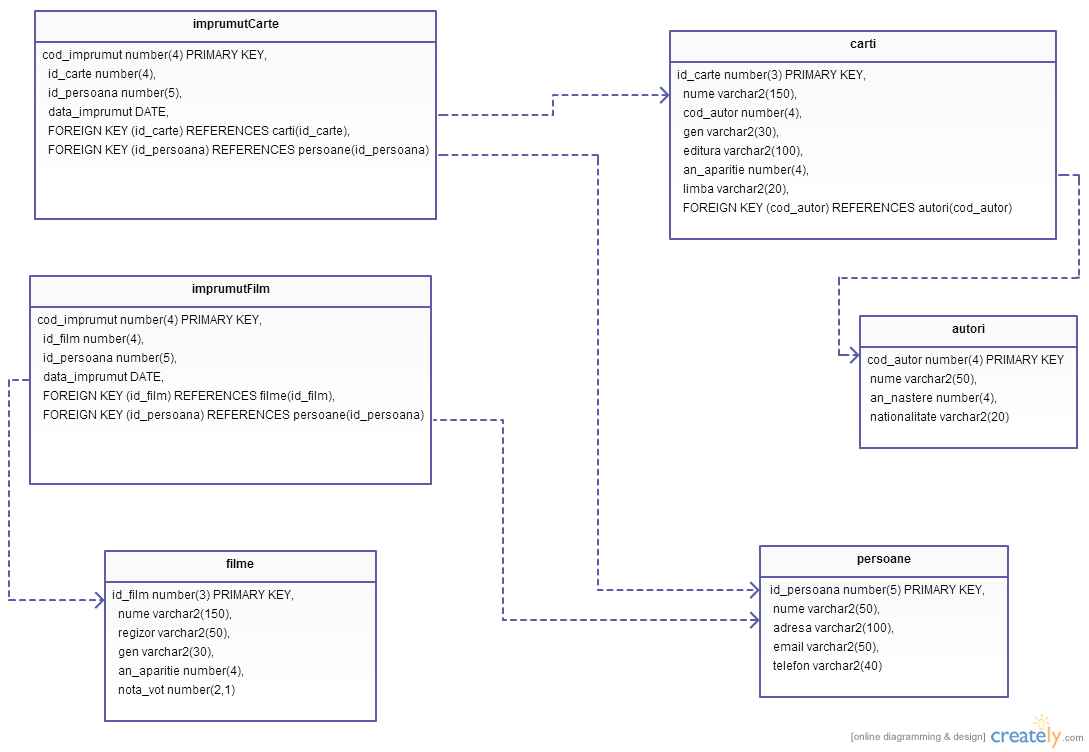 imprumutCarte
cod_imprumut number(4) PRIMARY KEY,
id_carte number(4),
id_persoana number(5),
data_imprumut DATE,
FOREIGN KEY (id_carte) REFERENCES carti(id_carte),
FOREIGN KEY (id_persoana) REFERENCES persoane(id_persoana)
carti
id_carte number(3) PRIMARY KEY,
nume varchar2(150),
cod_autor number(4),
gen varchar2(30),
editura varchar2(100),
an_aparitie number(4),
limba varchar2(20),
FOREIGN KEY (cod_autor) REFERENCES autori(cod_autor)
imprumutFilm
cod_imprumut number(4) PRIMARY KEY,
id_film number(4),
id_persoana number(5),
data_imprumut DATE,
FOREIGN KEY (id_film) REFERENCES filme(id_film),
FOREIGN KEY (id_persoana) REFERENCES persoane(id_persoana)
autori
cod_autor number(4) PRIMARY KEY
nume varchar2(50),
an_nastere number(4),
nationalitate varchar2(20)
filme
id_film number(3) PRIMARY KEY,
nume varchar2(150),
regizor varchar2(50),
gen varchar2(30),
an_aparitie number(4),
nota_vot number(2,1)
persoane
id_persoana number(5) PRIMARY KEY,
nume varchar2(50),
adresa varchar2(100),
email varchar2(50),
telefon varchar2(40)
[online diagramming & design] creately.com